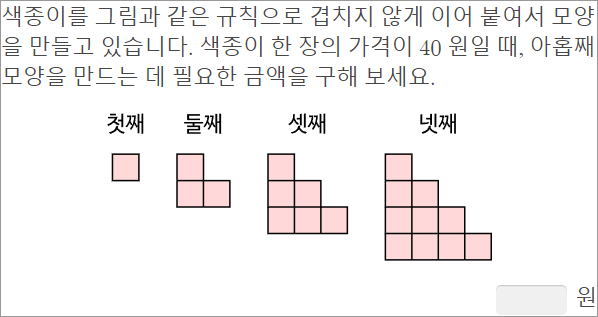 색종이를 그림과 같은 규칙으로 겹치지 않게 이어 붙여서 모양
을 만들고 있습니다. 색종이 한 장의 가격이 40 원일 때, 아홉째
모양을 만드는 데 필요한 금액을 구해 보세요.
첫째 둘째 셋째 넷째
원